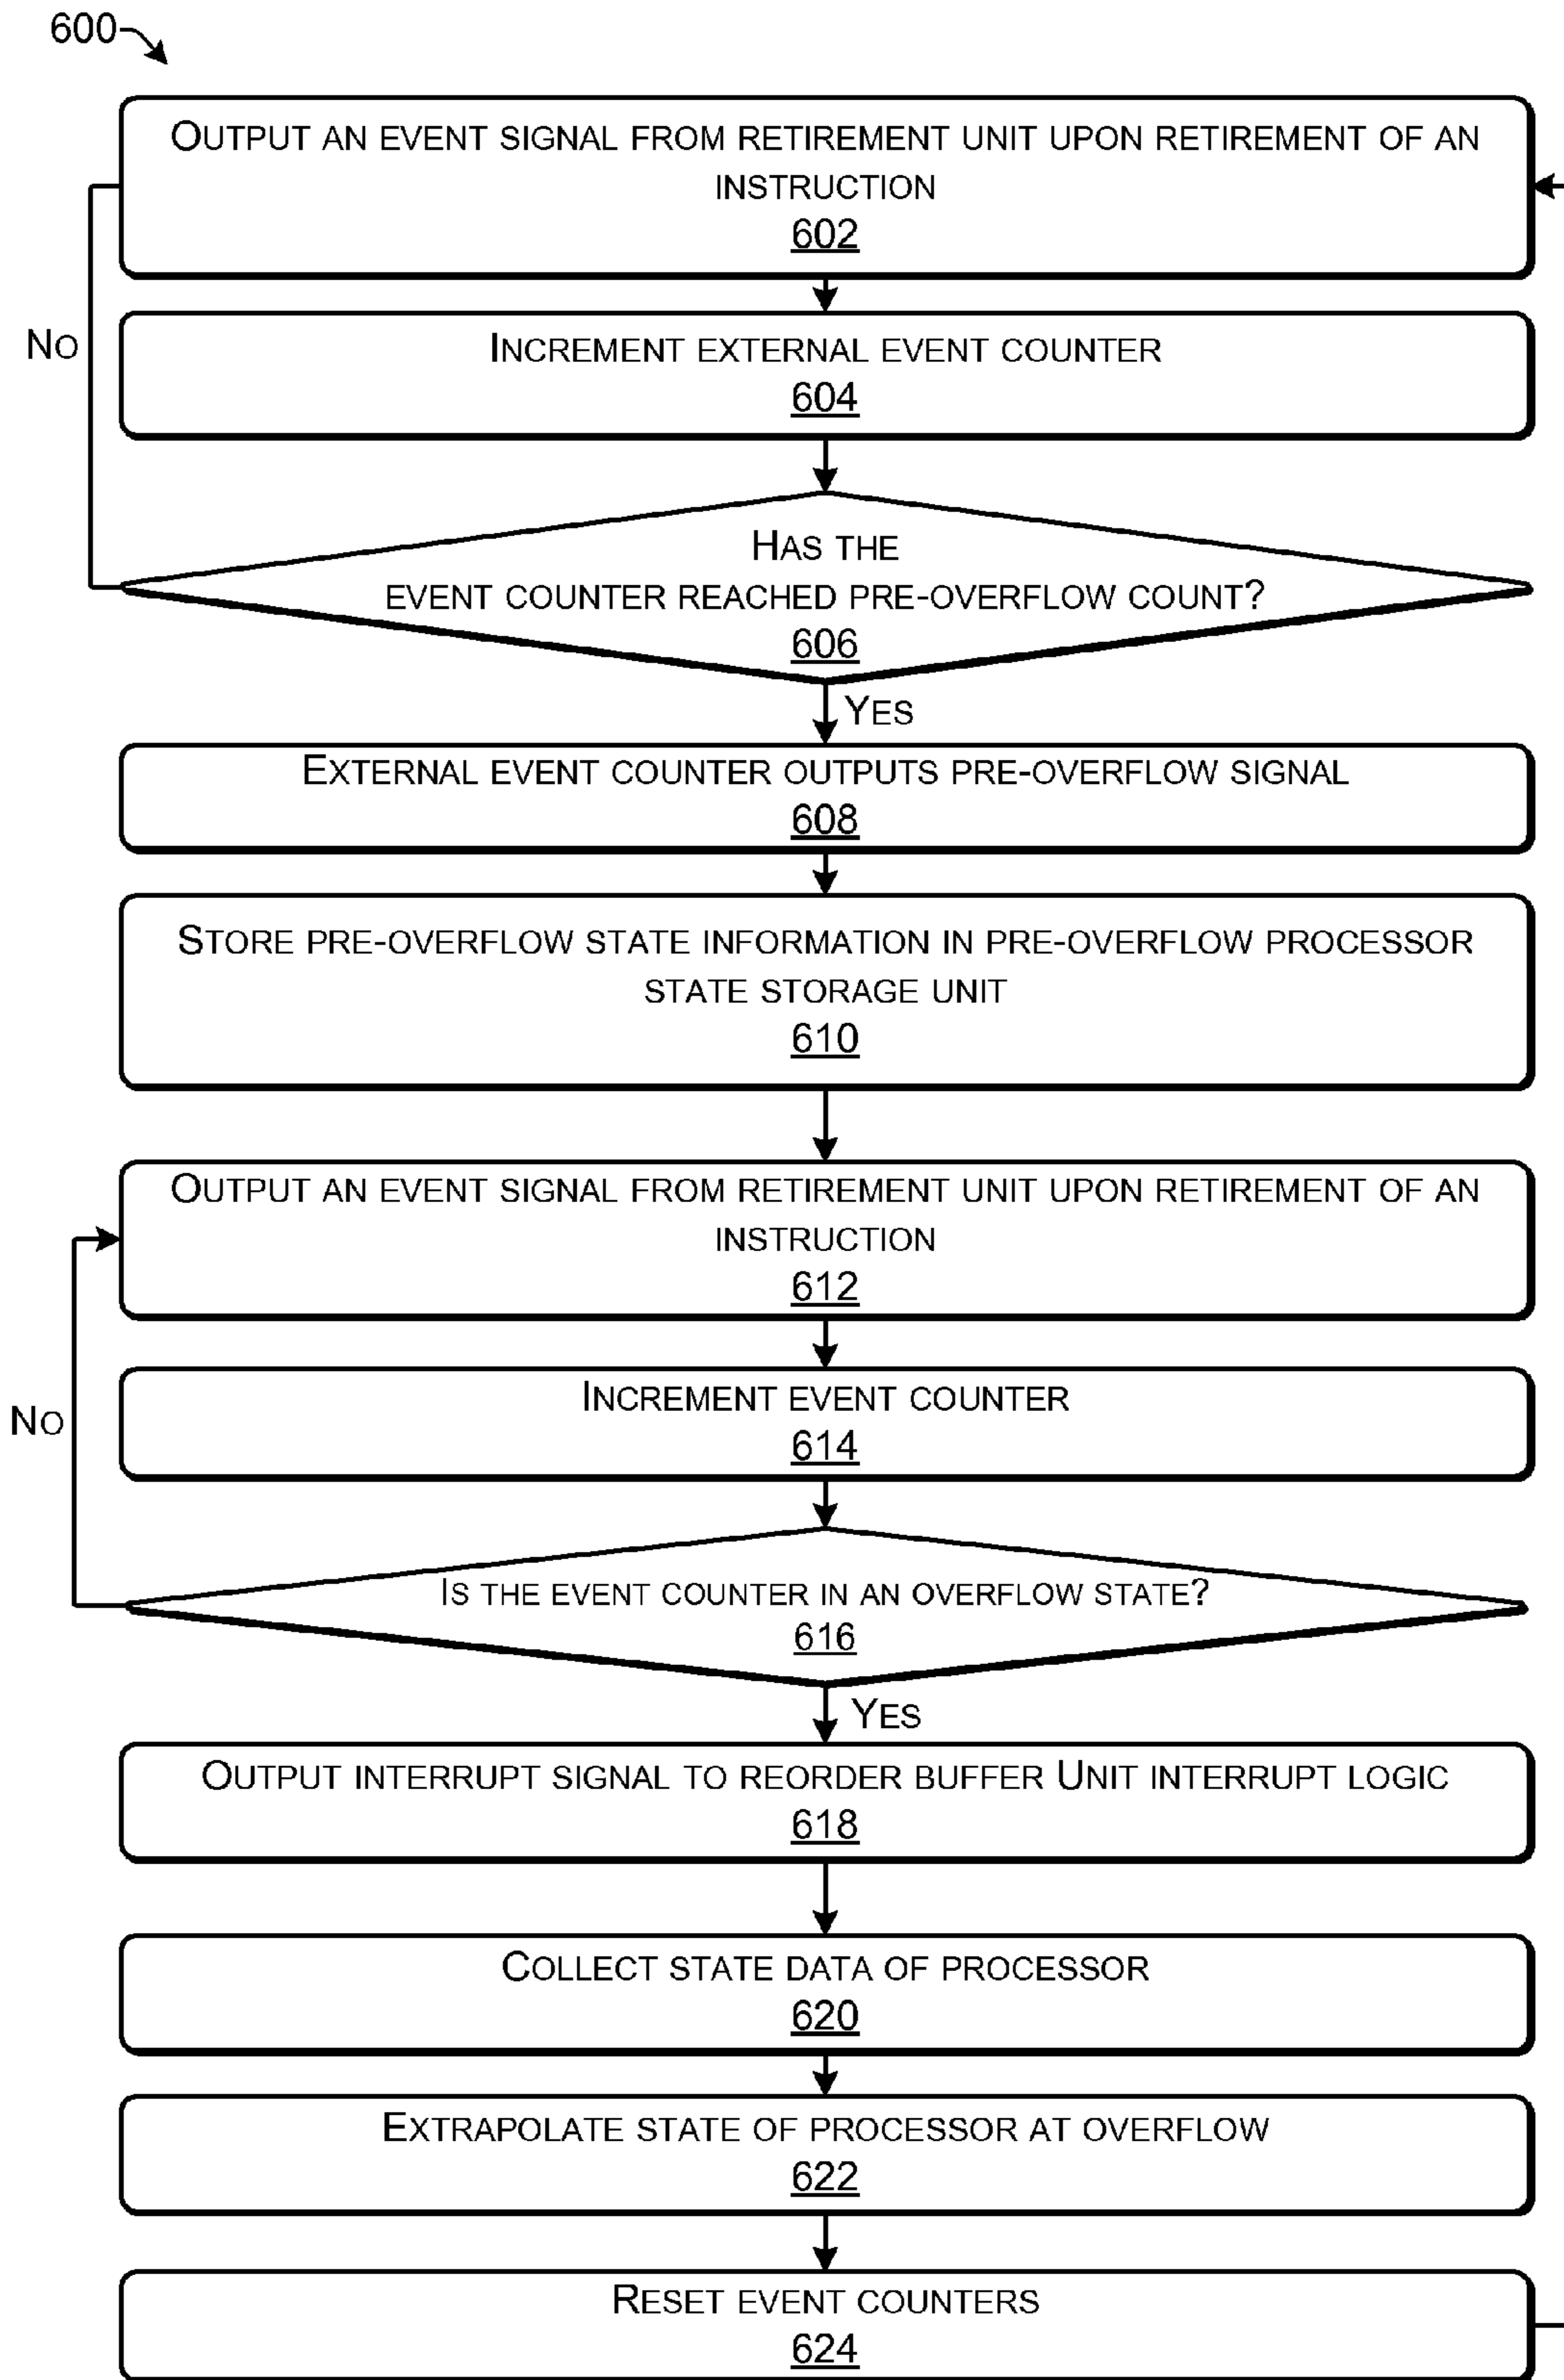 600
OUTPUT AN EVENT SIGNAL FROM RETIREMENT UNIT UPON RETIREMENT OF AN
INSTRUCTION
602
NO
INCREMENT EXTERNAL EVENT COUNTER
604
HAS THE
EVENT COUNTER REACHED PRE-OVERFLOW COUNT?
606
YES
EXTERNAL EVENT COUNTER OUTPUTS PRE-OVERFLOW SIGNAL
608
STORE PRE-OVERFLOW STATE INFORMATION IN PRE-OVERFLOW PROCESSOR
STATE STORAGE UNIT
610
OUTPUT AN EVENT SIGNAL FROM RETIREMENT UNIT UPON RETIREMENT OF AN
INSTRUCTION
612
NO
INCREMENT EVENT COUNTER
614
IS THE EVENT COUNTER IN AN OVERFLOW STATE?
616
YES
OUTPUT INTERRUPT SIGNAL TO REORDER BUFFER UNIT INTERRUPT LOGIC
618
COLLECT STATE DATA OF PROCESSOR
620
EXTRAPOLATE STATE OF PROCESSOR AT OVERFLOW
622
RESET EVENT COUNTERS
624